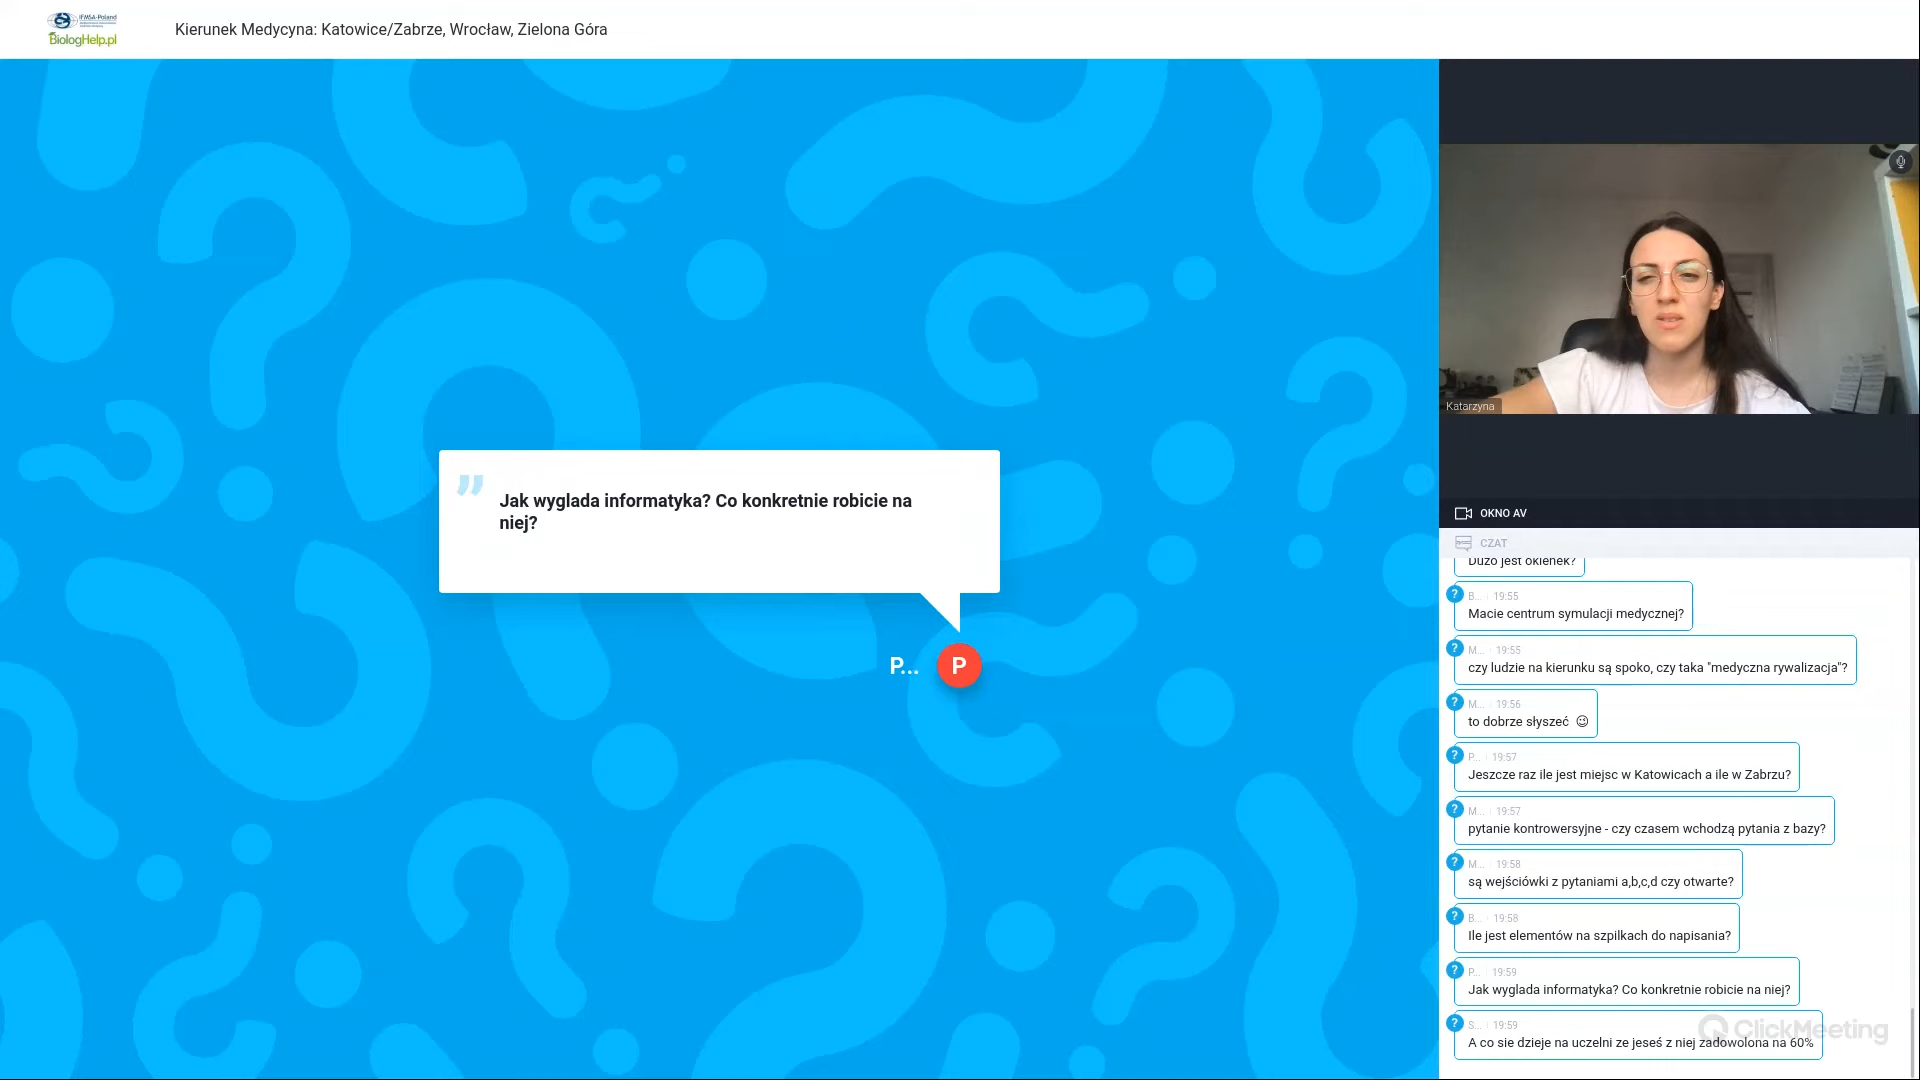 IFMSA-Poland
BiologHelp.pl
Kierunek Medycyna: Katowice/Zabrze, Wrocław, Zielona Góra
Jak wyglada informatyka? Co konkretnie robicie na
niej?
P...
P
Katarzyna
OKNO AV
CZAT
Dużo jest okienek?
B... 19:55
Macie centrum symulacji medycznej?
M... 19:55
czy ludzie na kierunku są spoko, czy taka "medyczna rywalizacja"?
M... 19:56
to dobrze słyszeć 😉
P... 19:57
Jeszcze raz ile jest miejsc w Katowicach a ile w Zabrzu?
M... 19:57
pytanie kontrowersyjne - czy czasem wchodzą pytania z bazy?
M... 19:58
są wejściówki z pytaniami a,b,c,d czy otwarte?
B... 19:58
Ile jest elementów na szpilkach do napisania?
P... 19:59
Jak wyglada informatyka? Co konkretnie robicie na niej?
S... 19:59
A co sie dzieje na uczelni ze jeseś z niej zadowolona na 60%
ClickMeeting